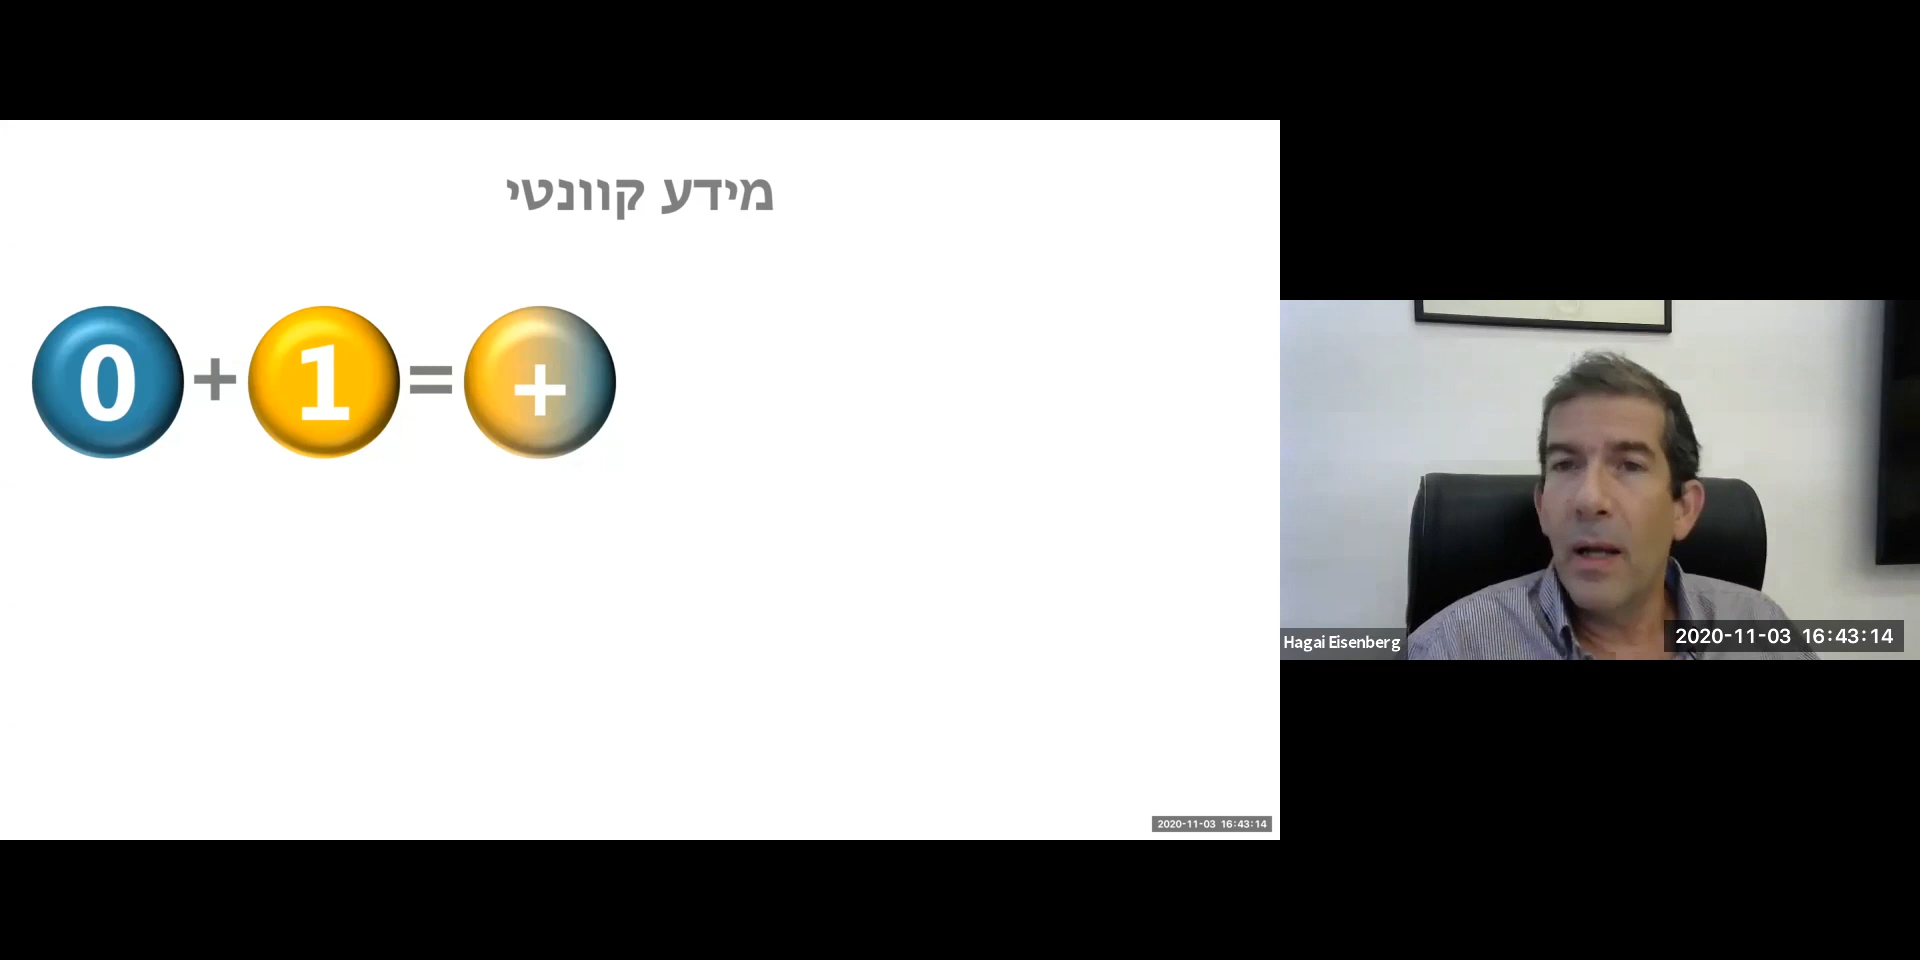 מידע קוונטי
0 + 1 = +
2020-11-03 16:43:14
Hagai Eisenberg
2020-11-03 16:43:14